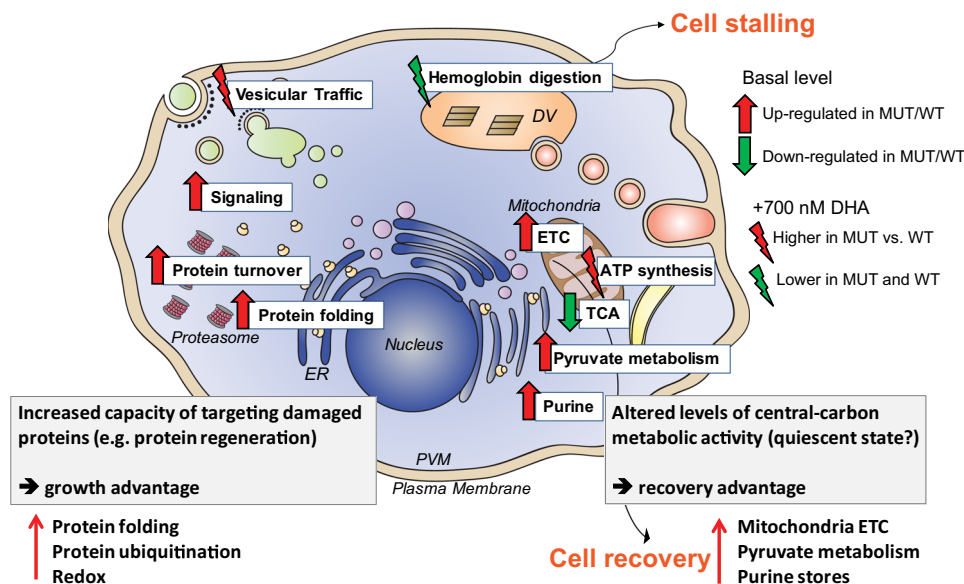 Cell stalling
Vesicular Traffic
Hemoglobin digestion
DV
Basal level
Up-regulated in MUT/WT
Down-regulated in MUT/WT
+700 nM DHA
Higher in MUT vs. WT
Lower in MUT and WT
Signaling
Mitochondria
ETC
Protein turnover
ATP synthesis
Protein folding
TCA
Proteasome
Nucleus
ER
Pyruvate metabolism
Purine
PVM
Plasma Membrane
Increased capacity of targeting damaged
proteins (e.g. protein regeneration)
➔ growth advantage
Protein folding
Protein ubiquitination
Redox
Altered levels of central-carbon
metabolic activity (quiescent state?)
➔ recovery advantage
Cell recovery
Mitochondria ETC
Pyruvate metabolism
Purine stores